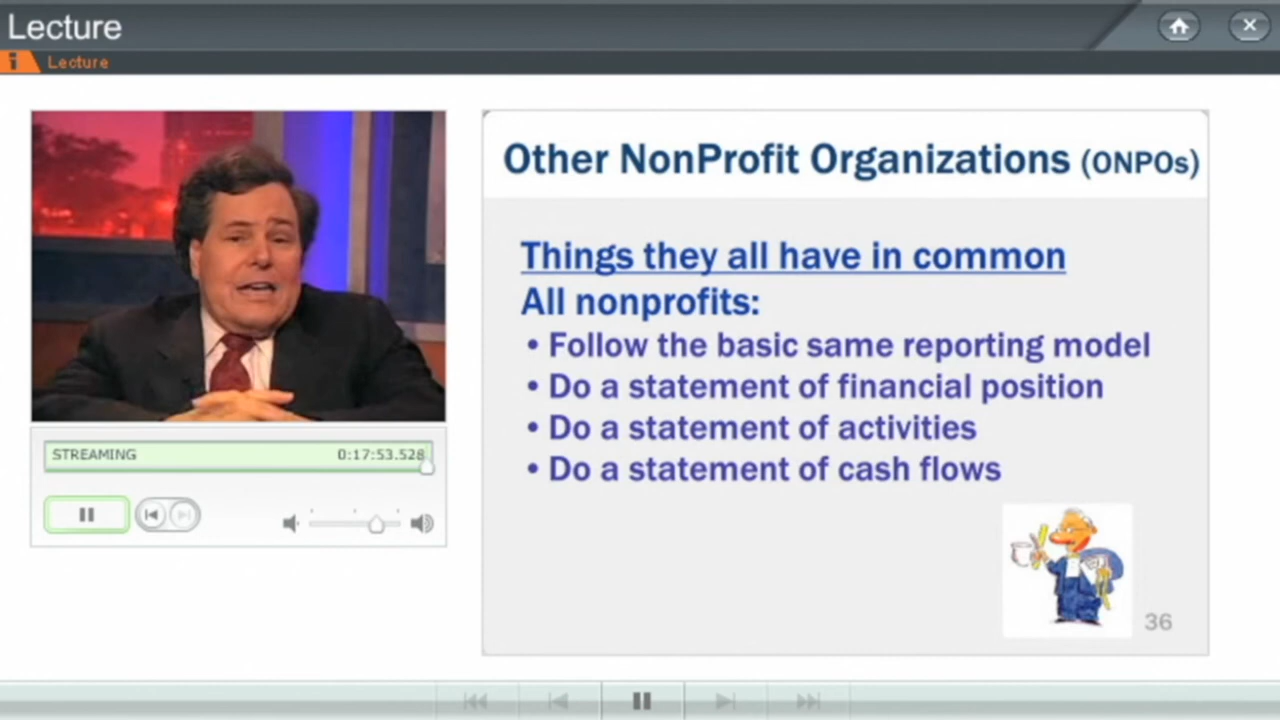 Lecture
i Lecture
Other NonProfit Organizations (ONPOs)
Things they all have in common
All nonprofits:
• Follow the basic same reporting model
• Do a statement of financial position
• Do a statement of activities
• Do a statement of cash flows
STREAMING 0:17:53.528
36